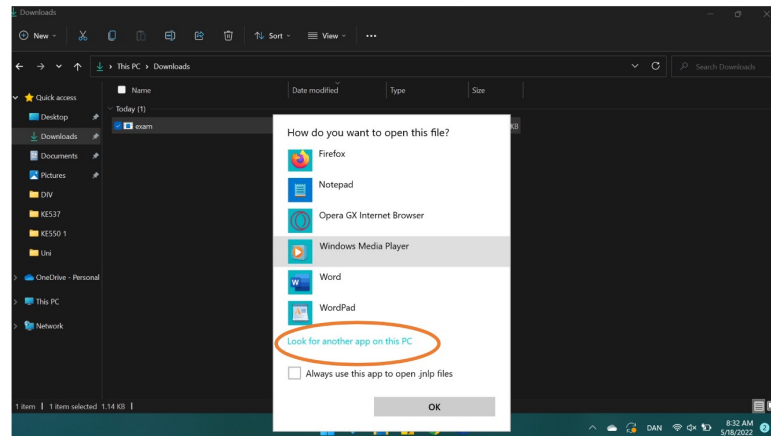 Downloads
New
Sort
View
This PC > Downloads
Search Downloads
Name
Date modified
Type
Size
Quick access
Today (1)
Desktop
exam
KB
Downloads
Documents
Pictures
DIV
KE537
KE550 1
Uni
OneDrive - Personal
This PC
Network
How do you want to open this file?
Firefox
Notepad
Opera GX Internet Browser
Windows Media Player
Word
WordPad
Look for another app on this PC
Always use this app to open .jnlp files
OK
1 item | 1 item selected 1.14 KB |
DAN
8:32 AM
5/18/2022
2